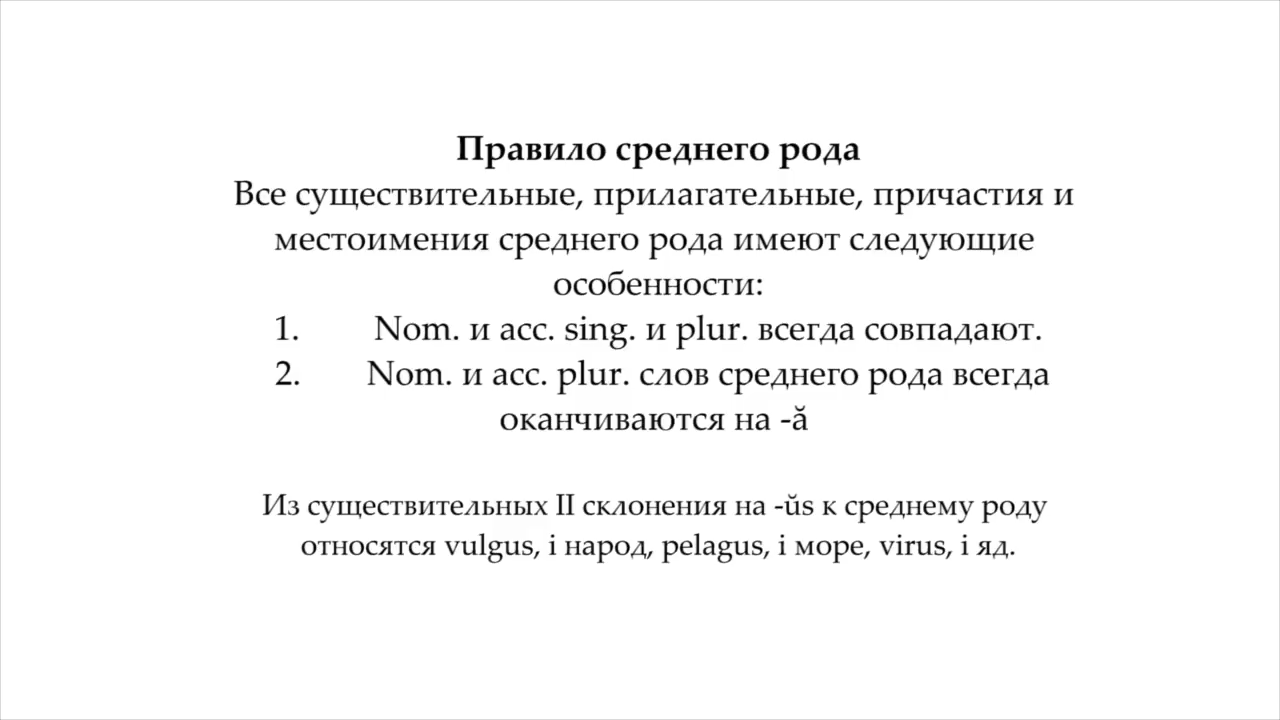 Правило среднего рода
Все существительные, прилагательные, причастия и
местоимения среднего рода имеют следующие
особенности:
1. Nom. и acc. sing. и plur. всегда совпадают.
2. Nom. и acc. plur. слов среднего рода всегда
оканчиваются на -ă
Из существительных II склонения на -ŭs к среднему роду
относятся vulgus, i народ, pelagus, i море, virus, i яд.